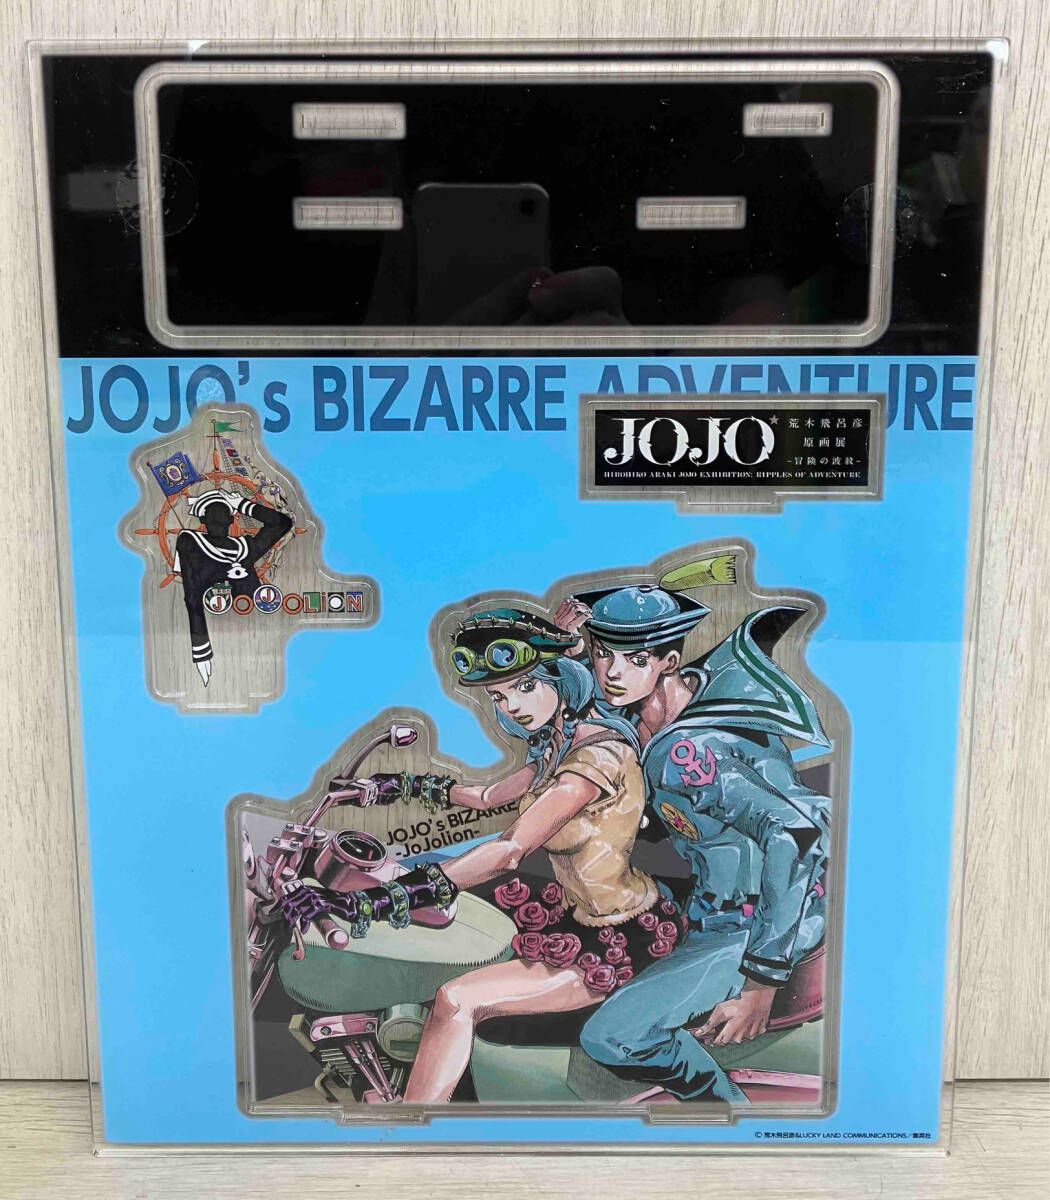 JOJO's BIZARRE ADVENTURE
JOJO
荒木飛呂彦
原画展
-冒険の波紋-
HIROHIKO ARAKI JOJO EXHIBITION: RIPPLES OF ADVENTURE
JOJOLiON
JOJO's BIZARRE
-JoJolion-
© 荒木飛呂彦&LUCKY LAND COMMUNICATIONS/集英社